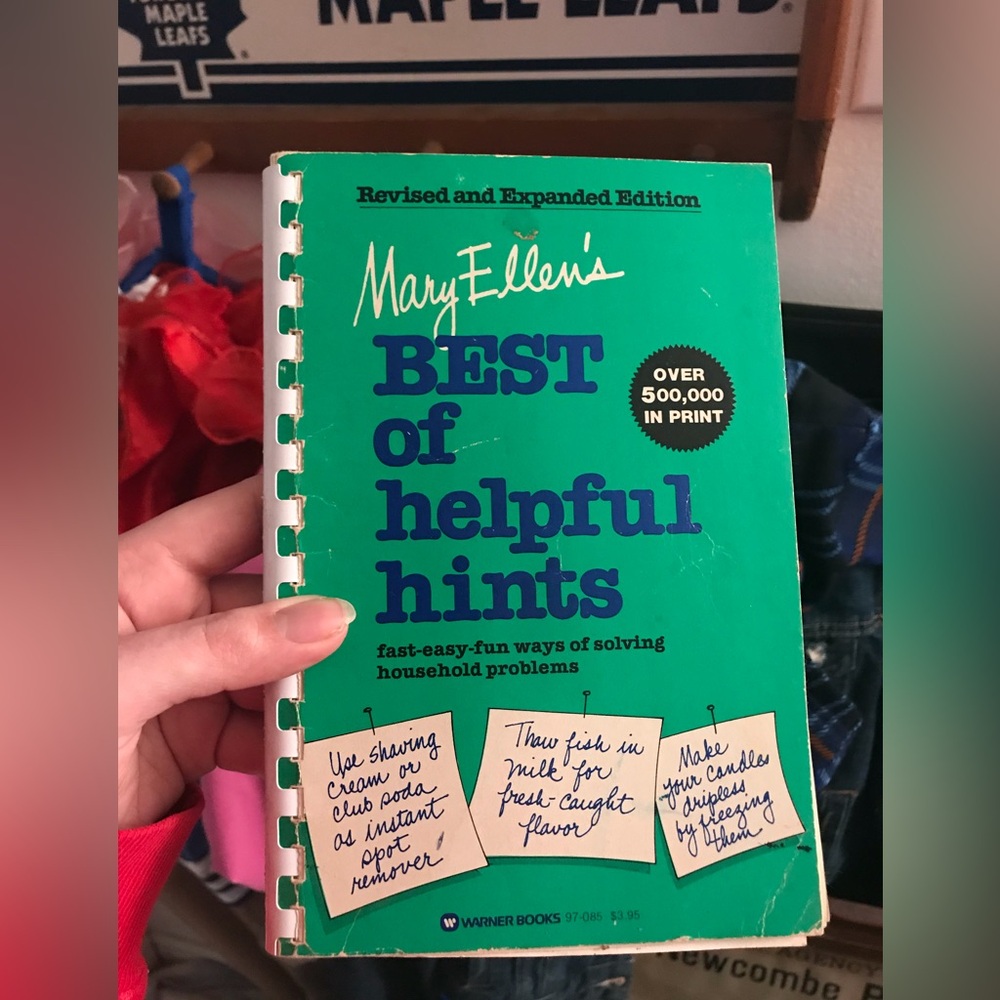 MAPLE
LEAFS
MAPLE LEAFS
Revised and Expanded Edition
Mary Ellen's
BEST
of
helpful
hints
OVER
500,000
IN PRINT
fast-easy-fun ways of solving
household problems
Use shaving
cream or
club soda
as instant
spot
remover
Thaw fish in
milk for
fresh-caught
flavor
Make
your candles
dripless
by freezing
them
W WARNER BOOKS 97-085 $3.95
AGENCY
ewcombe